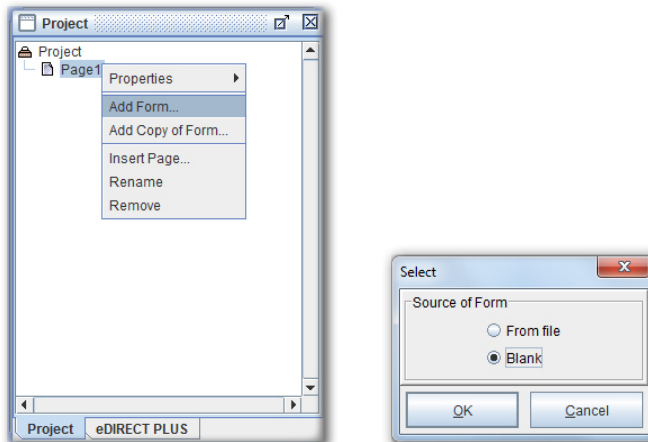 Project
Project
Page1
Properties
Add Form...
Add Copy of Form...
Insert Page...
Rename
Remove
Project eDIRECT PLUS
Select
Source of Form
From file
Blank
OK Cancel